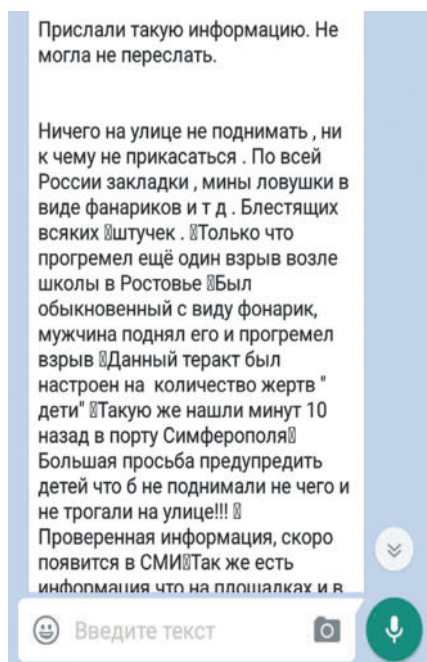 Прислали такую информацию. Не
могла не переслать.
Ничего на улице не поднимать , ни
к чему не прикасаться . По всей
России закладки , мины ловушки в
виде фанариков и т д . Блестящих
всяких штучек . Только что
прогремел ещё один взрыв возле
школы в Ростовье Был
обыкновенный с виду фонарик,
мужчина поднял его и прогремел
взрыв Данный теракт был
настроен на количество жертв "
дети" Такую же нашли минут 10
назад в порту Симферополя
Большая просьба предупредить
детей что б не поднимали не чего и
не трогали на улице!!!
Проверенная информация, скоро
появится в СМИ Так же есть
информация что на площадках и в
Введите текст